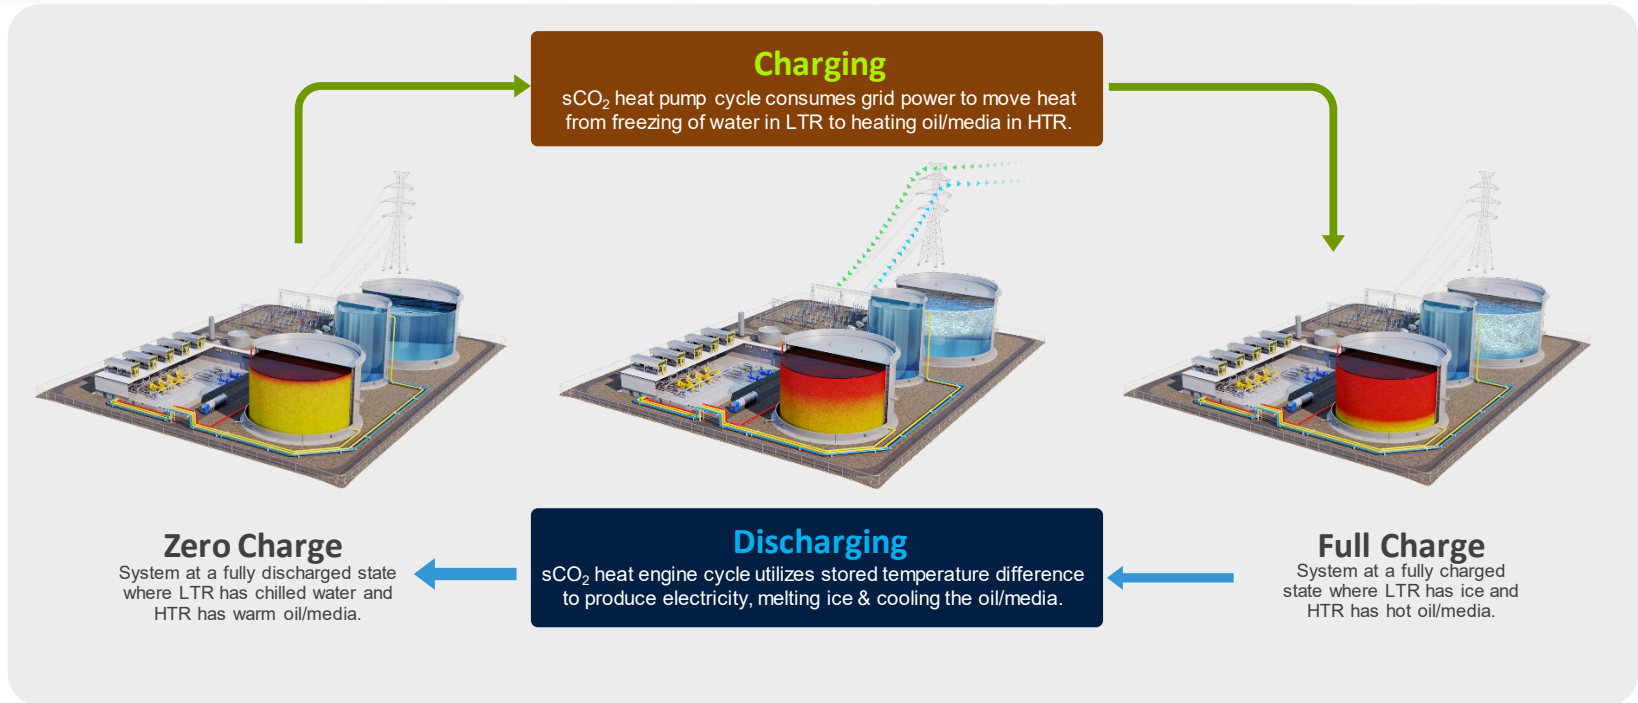 Charging
sCO₂ heat pump cycle consumes grid power to move heat
from freezing of water in LTR to heating oil/media in HTR.
Zero Charge
System at a fully discharged state
where LTR has chilled water and
HTR has warm oil/media.
Discharging
sCO₂ heat engine cycle utilizes stored temperature difference
to produce electricity, melting ice & cooling the oil/media.
Full Charge
System at a fully charged
state where LTR has ice and
HTR has hot oil/media.